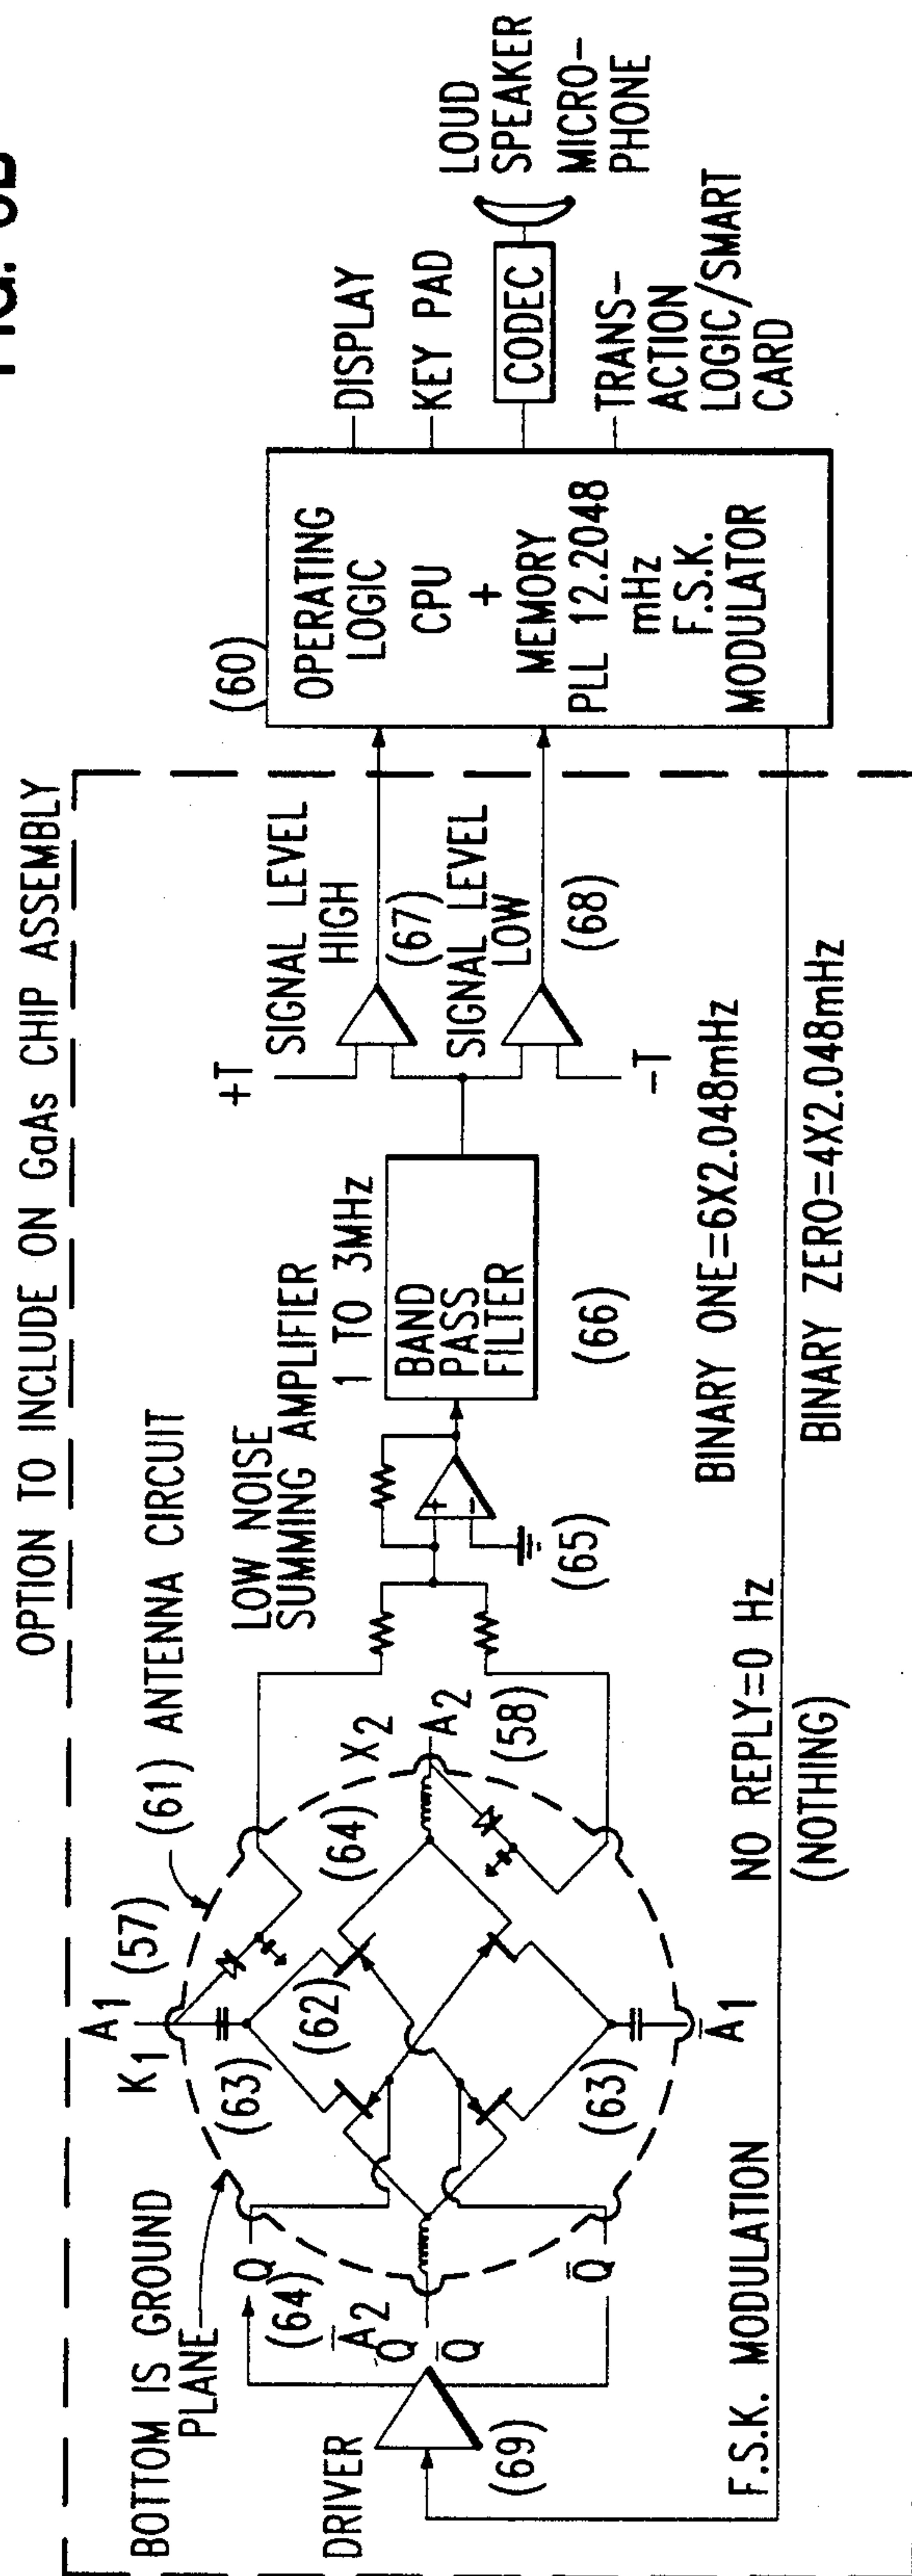 OPTION TO INCLUDE ON GaAs CHIP ASSEMBLY
BOTTOM IS GROUND
PLANE
A1
K1
(57)
(61) ANTENNA CIRCUIT
LOW NOISE
SUMMING AMPLIFIER
1 TO 3MHz
BAND
PASS
FILTER
(66)
(65)
+
-
+T
SIGNAL LEVEL
HIGH
(67)
SIGNAL LEVEL
LOW
(68)
-T
(60)
OPERATING
LOGIC
CPU
+
MEMORY
PLL 12.2048
mHz
F.S.K.
MODULATOR
DISPLAY
KEY PAD
CODEC
LOUD
SPEAKER
MICRO-
PHONE
TRANS-
ACTION
LOGIC/SMART
CARD
DRIVER
(69)
Q
(64)
A̅2
Q
Q̅
Q̅
(63)
(62)
(64)
X2
A2
(58)
(63)
A̅1
F.S.K. MODULATION
NO REPLY=0 Hz
(NOTHING)
BINARY ONE=6X2.048mHz
BINARY ZERO=4X2.048mHz